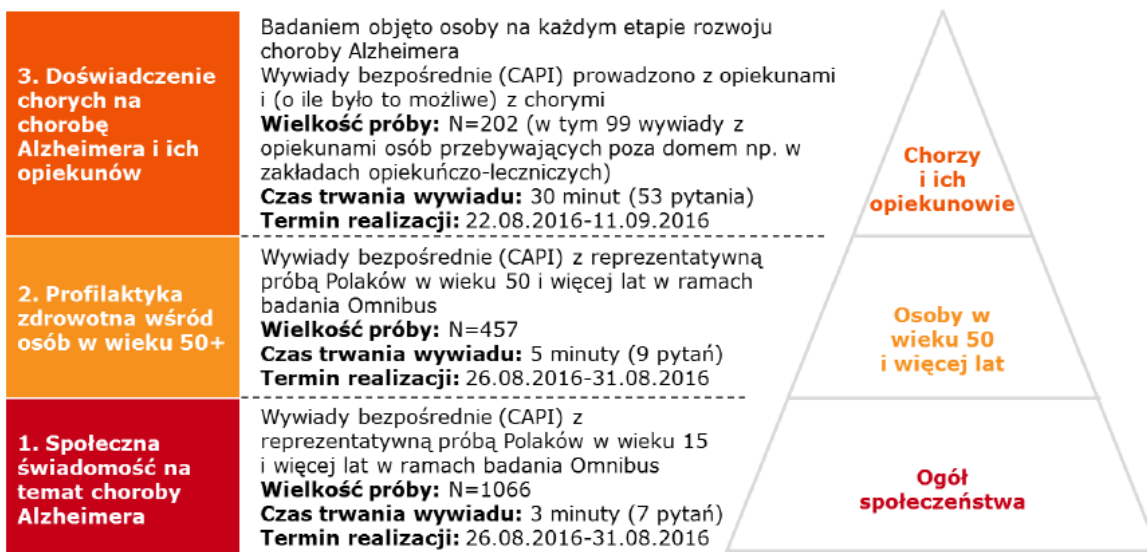 3. Doświadczenie
chorych na
chorobę
Alzheimera i ich
opiekunów
Badaniem objęto osoby na każdym etapie rozwoju
choroby Alzheimera
Wywiady bezpośrednie (CAPI) prowadzono z opiekunami
i (o ile było to możliwe) z chorymi
Wielkość próby: N=202 (w tym 99 wywiady z
opiekunami osób przebywających poza domem np. w
zakładach opiekuńczo-leczniczych)
Czas trwania wywiadu: 30 minut (53 pytania)
Termin realizacji: 22.08.2016-11.09.2016
Chorzy
i ich
opiekunowie
2. Profilaktyka
zdrowotna wśród
osób w wieku 50+
Wywiady bezpośrednie (CAPI) z reprezentatywną
próbą Polaków w wieku 50 i więcej lat w ramach
badania Omnibus
Wielkość próby: N=457
Czas trwania wywiadu: 5 minuty (9 pytań)
Termin realizacji: 26.08.2016-31.08.2016
Osoby w
wieku 50
i więcej lat
1. Społeczna
świadomość na
temat choroby
Alzheimera
Wywiady bezpośrednie (CAPI) z
reprezentatywną próbą Polaków w wieku 15
i więcej lat w ramach badania Omnibus
Wielkość próby: N=1066
Czas trwania wywiadu: 3 minuty (7 pytań)
Termin realizacji: 26.08.2016-31.08.2016
Ogół
społeczeństwa